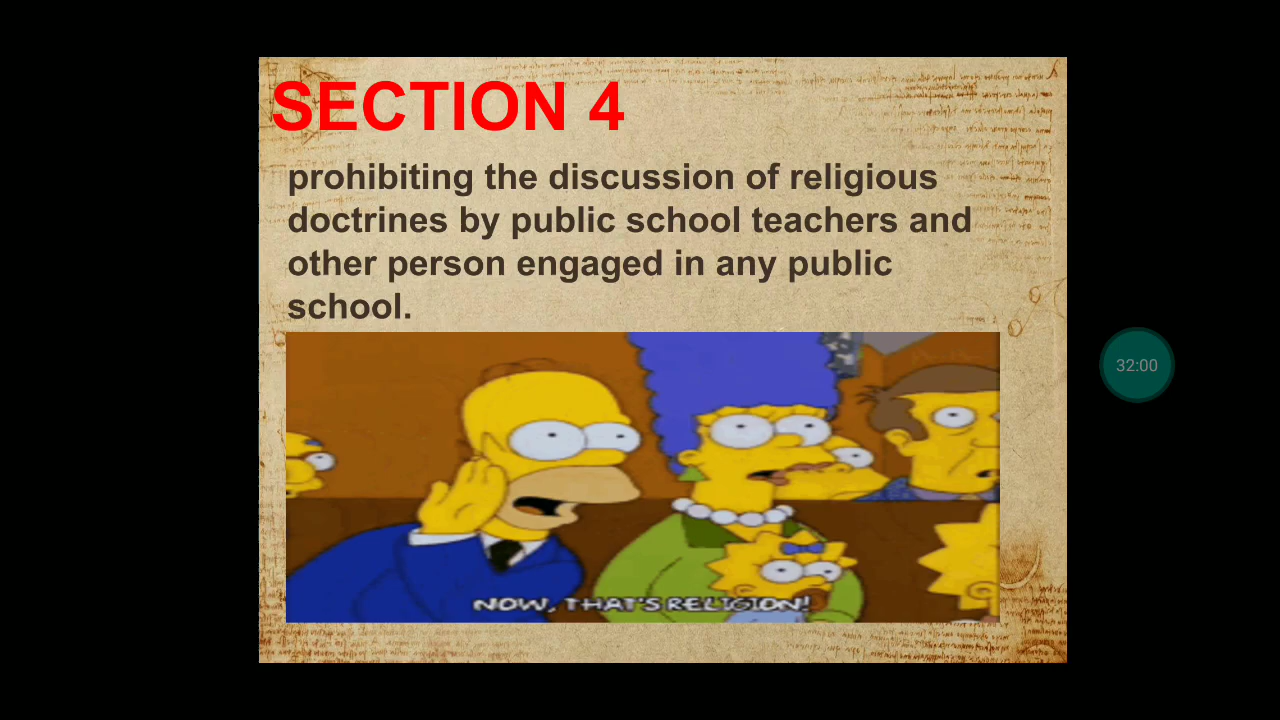 SECTION 4
prohibiting the discussion of religious
doctrines by public school teachers and
other person engaged in any public
school.
32:00
NOW, THAT'S RELIGION!